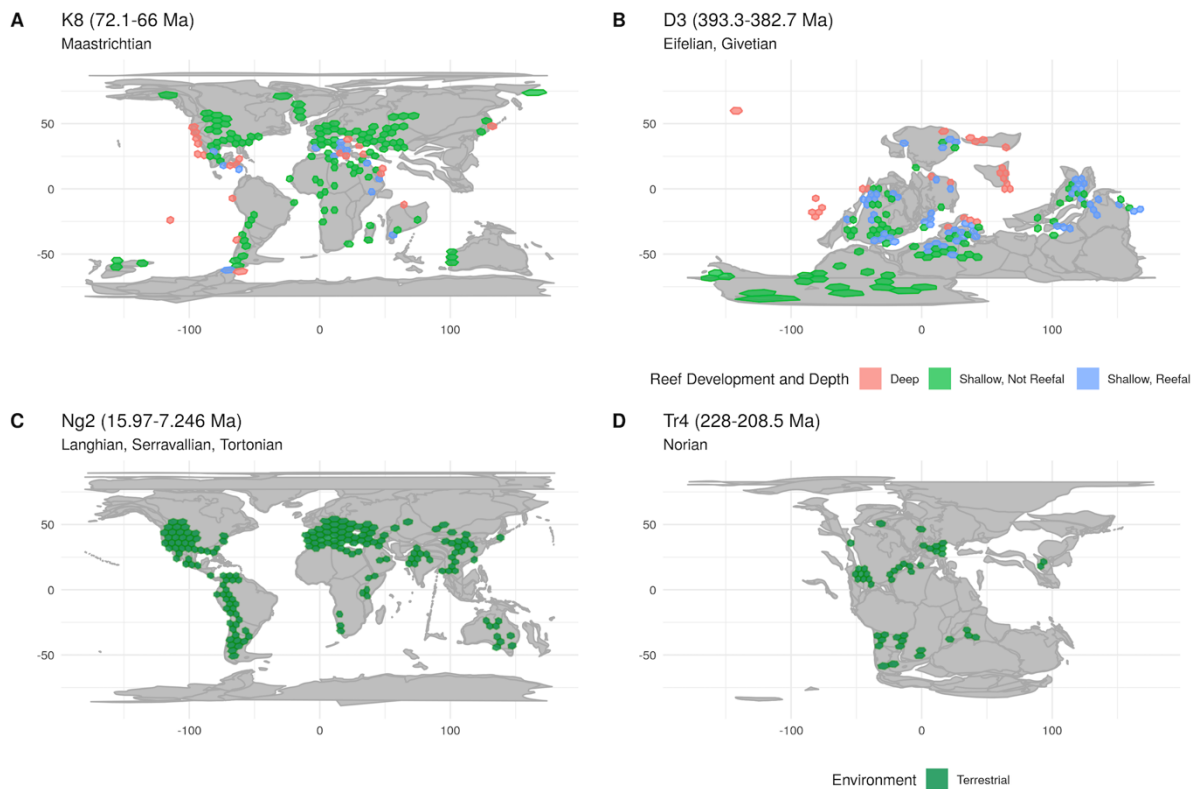 A
K8 (72.1-66 Ma)
Maastrichtian
50
0
-50
-100
0
100
B
D3 (393.3-382.7 Ma)
Eifelian, Givetian
50
0
-50
-100
0
100
Reef Development and Depth
Deep
Shallow, Not Reefal
Shallow, Reefal
C
Ng2 (15.97-7.246 Ma)
Langhian, Serravallian, Tortonian
50
0
-50
-100
0
100
D
Tr4 (228-208.5 Ma)
Norian
50
0
-50
-100
0
100
Environment
Terrestrial